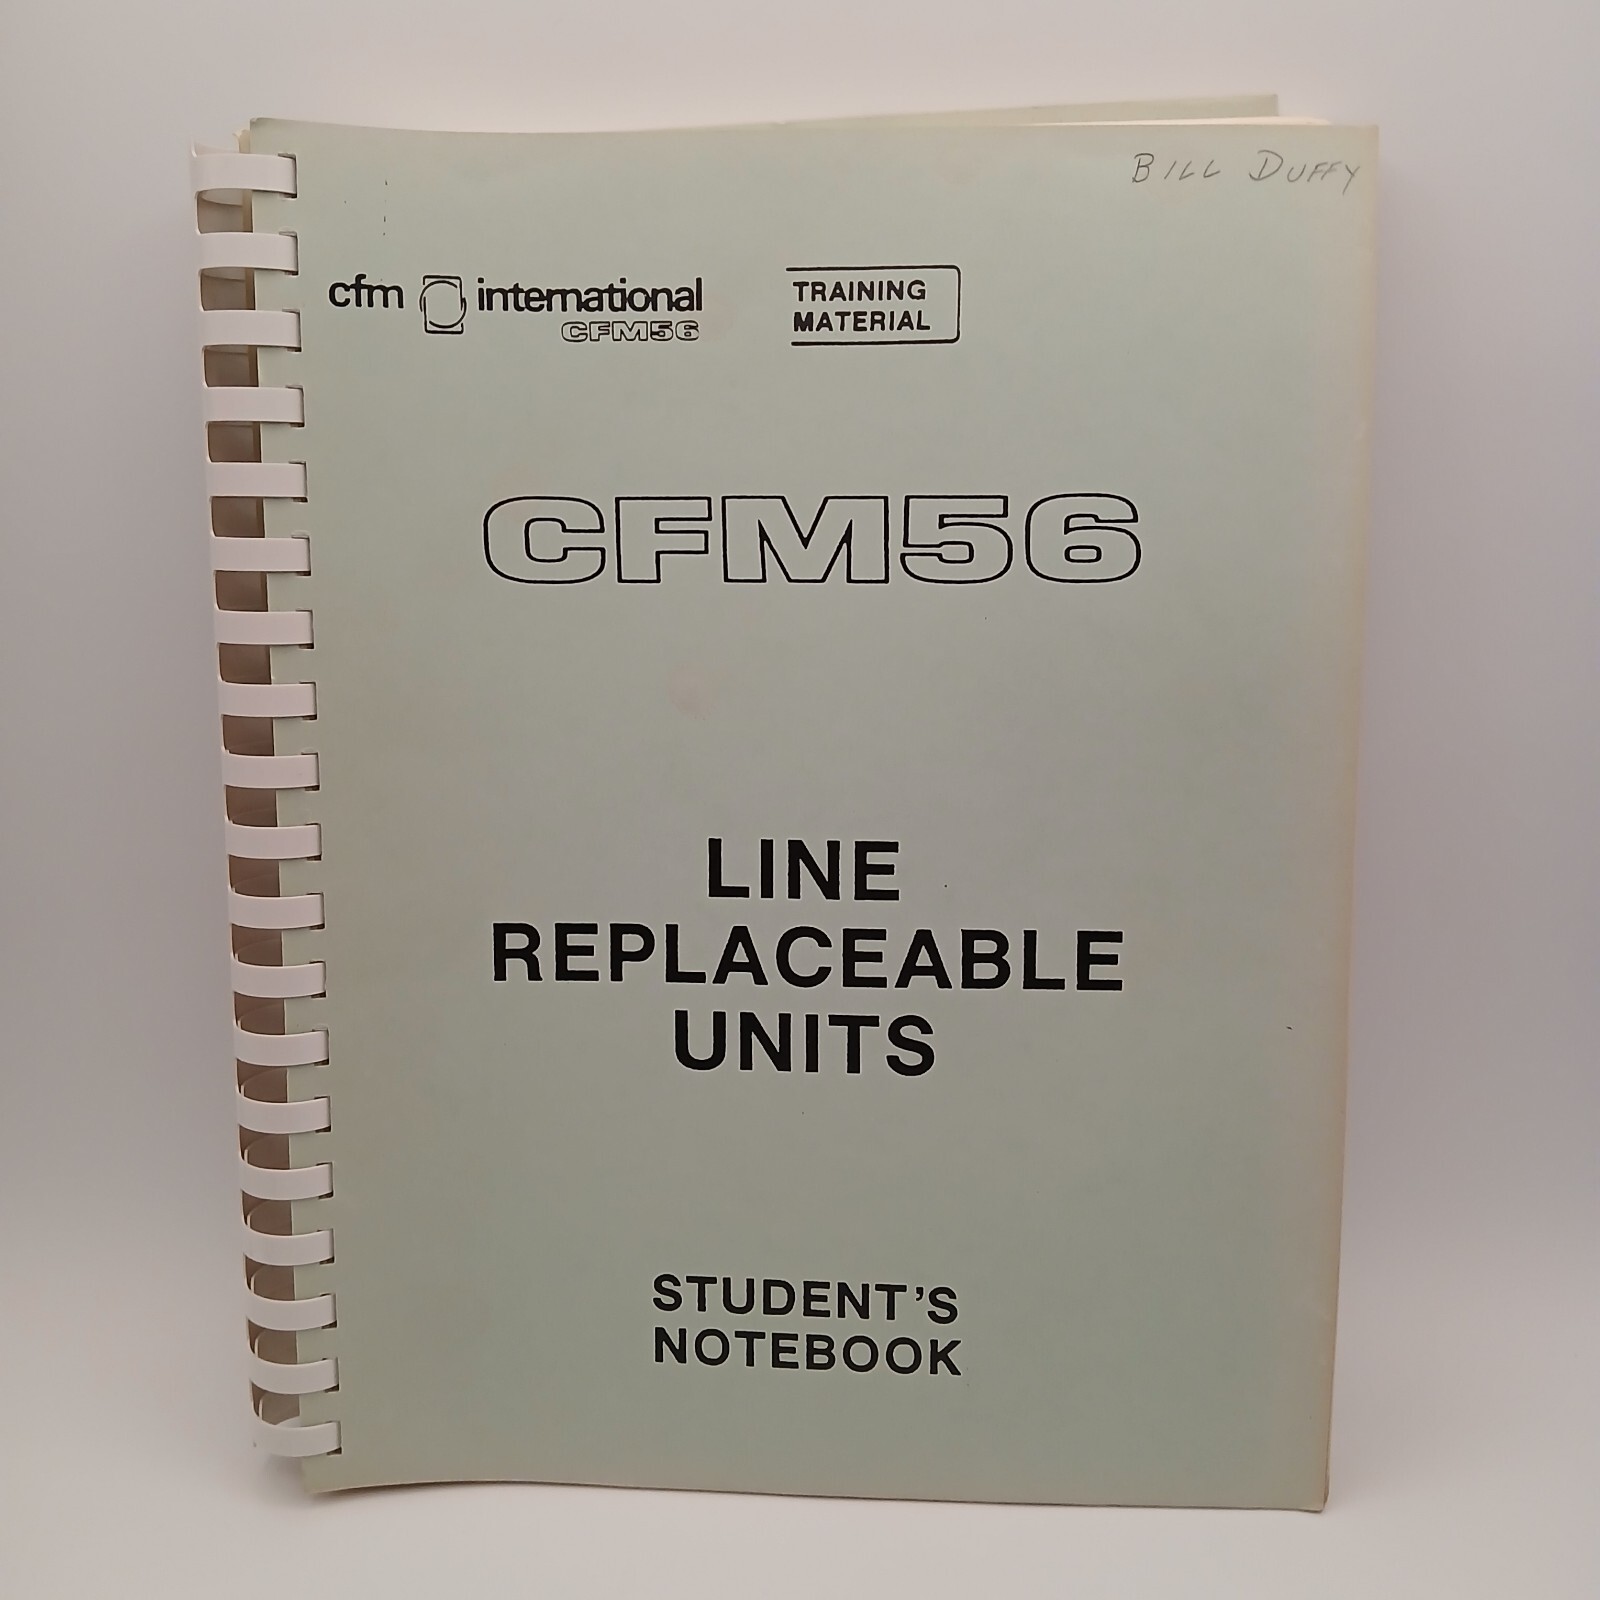 BILL DUFFY
cfm international
CFM56
TRAINING
MATERIAL
CFM56
LINE
REPLACEABLE
UNITS
STUDENT'S
NOTEBOOK